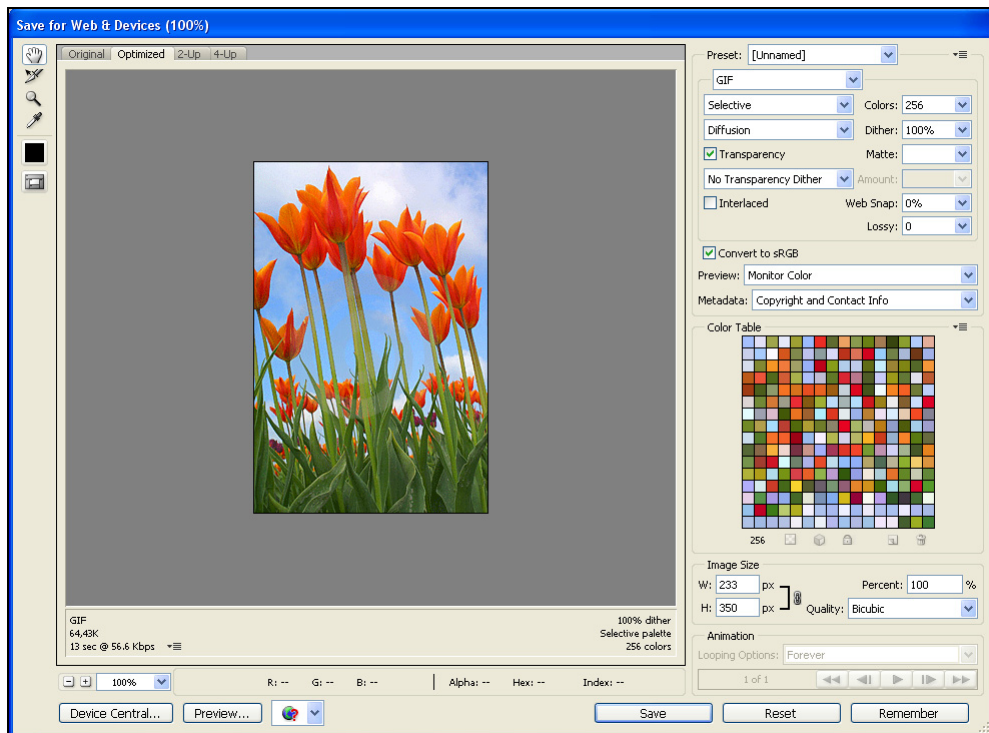 Save for Web & Devices (100%)
Original Optimized 2-Up 4-Up
Preset: [Unnamed]
GIF
Selective Colors: 256
Diffusion Dither: 100%
Transparency Matte:
No Transparency Dither Amount:
Interlaced Web Snap: 0%
Lossy: 0
Convert to sRGB
Preview: Monitor Color
Metadata: Copyright and Contact Info
Color Table
256
Image Size
W: 233 px Percent: 100 %
H: 350 px Quality: Bicubic
GIF 100% dither
64,43K Selective palette
13 sec @ 56.6 Kbps 256 colors
Animation
Looping Options: Forever
1 of 1
100% R: -- G: -- B: -- Alpha: -- Hex: -- Index: --
Device Central... Preview... Save Reset Remember